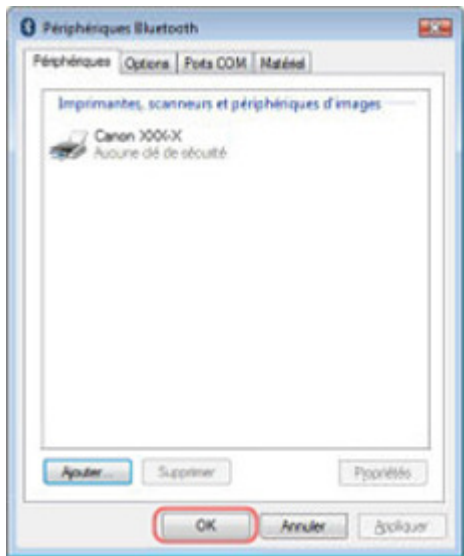 Périphériques Bluetooth
Périphériques Options Ports COM Matériel
Imprimantes, scanneurs et périphériques d'images
Canon XXX-X
Aucune clé de sécurité
Ajouter... Supprimer Propriétés
OK Annuler Appliquer